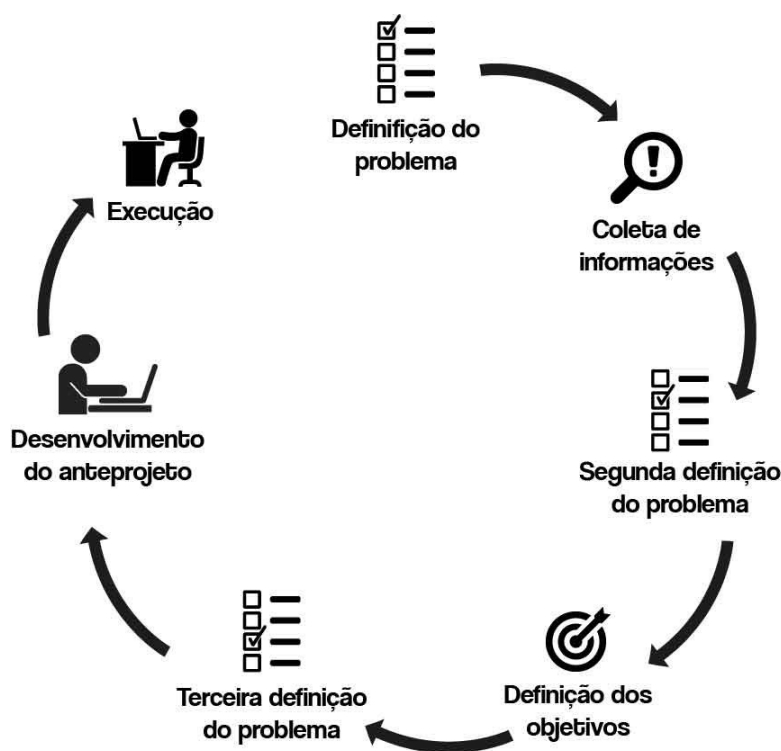 Definifição do
problema
Coleta de
informações
Segunda definição
do problema
Definição dos
objetivos
Terceira definição
do problema
Desenvolvimento
do anteprojeto
Execução